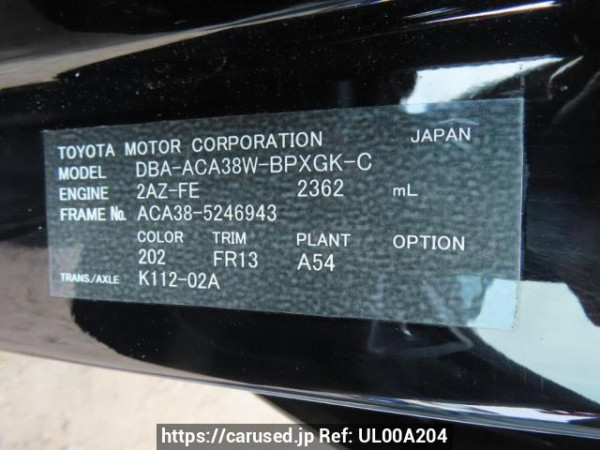 TOYOTA MOTOR CORPORATION JAPAN
MODEL DBA-ACA38W-BPXGK-C
ENGINE 2AZ-FE 2362 mL
FRAME No. ACA38-5246943
COLOR TRIM PLANT OPTION
202 FR13 A54
TRANS/AXLE K112-02A
https://carused.jp Ref: UL00A204